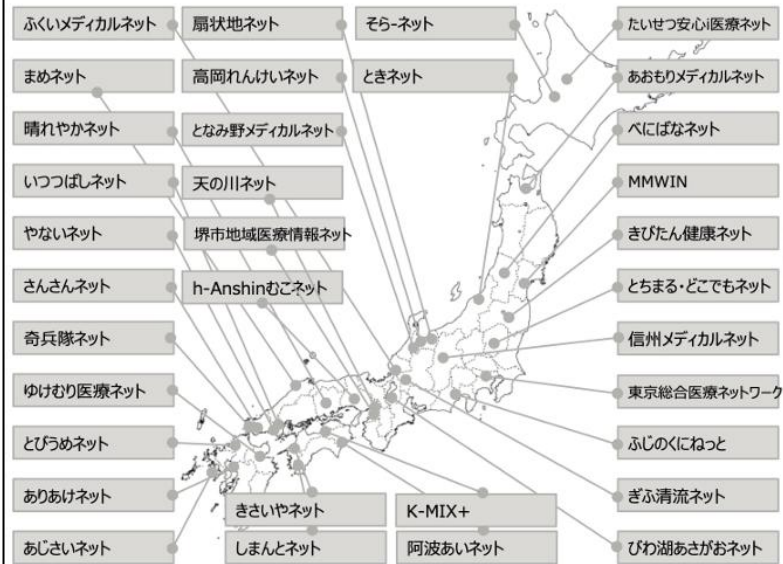 ふくいメディカルネット
扇状地ネット
そら-ネット
たいせつ安心i医療ネット
まめネット
高岡れんけいネット
ときネット
あおもりメディカルネット
晴れやかネット
となみ野メディカルネット
べにばなネット
いつつばしネット
天の川ネット
MMWIN
やないネット
堺市地域医療情報ネット
きびたん健康ネット
さんさんネット
h-Anshinむこネット
とちまる・どこでもネット
奇兵隊ネット
信州メディカルネット
ゆけむり医療ネット
東京総合医療ネットワーク
とびうめネット
ふじのくにねっと
ありあけネット
きさいやネット
K-MIX+
ぎふ清流ネット
あじさいネット
しまんとネット
阿波あいネット
びわ湖あさがおネット